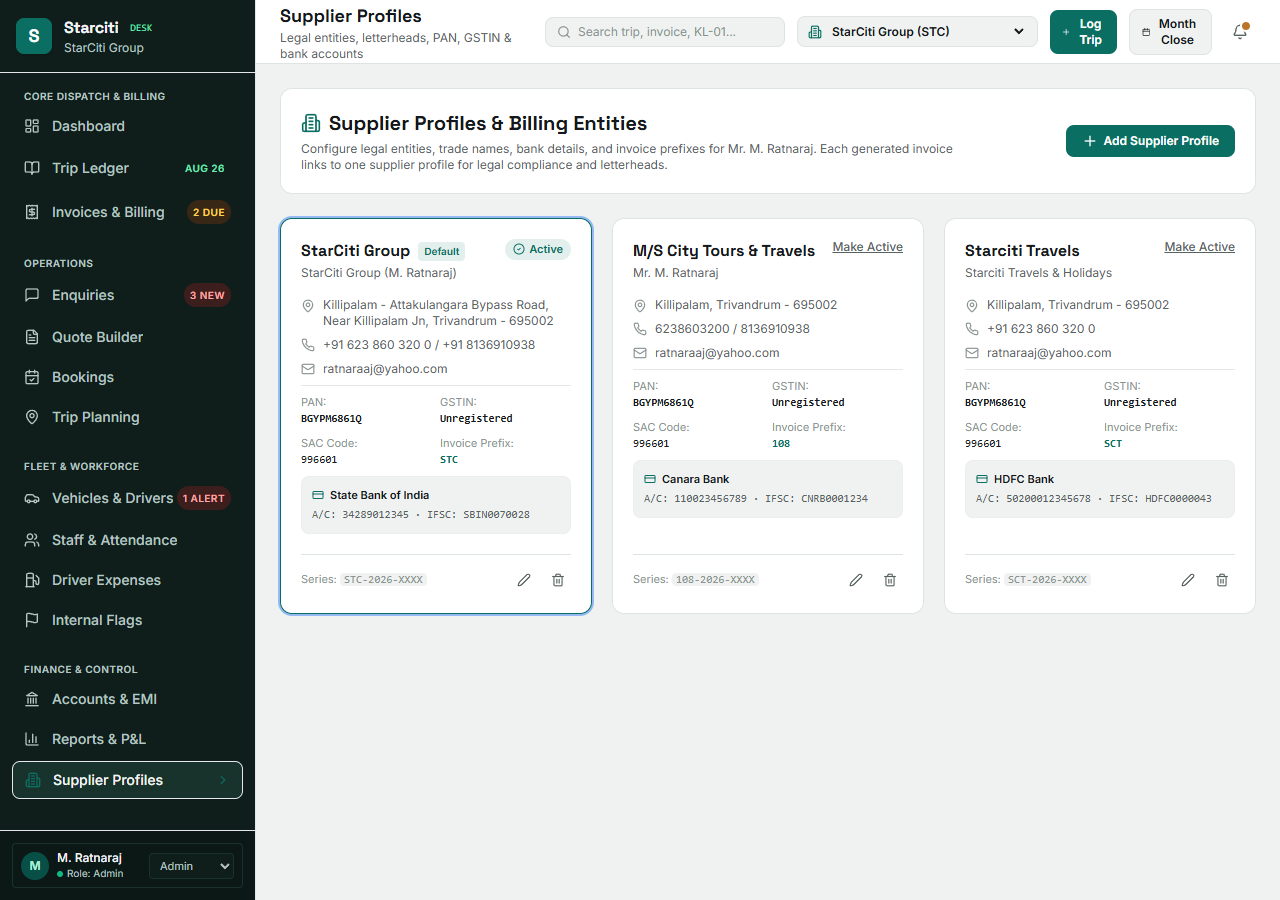 S
Starciti DESK
StarCiti Group
CORE DISPATCH & BILLING
Dashboard
Trip Ledger AUG 26
Invoices & Billing 2 DUE
OPERATIONS
Enquiries 3 NEW
Quote Builder
Bookings
Trip Planning
FLEET & WORKFORCE
Vehicles & Drivers 1 ALERT
Staff & Attendance
Driver Expenses
Internal Flags
FINANCE & CONTROL
Accounts & EMI
Reports & P&L
Supplier Profiles
M
M. Ratnaraj
Role: Admin
Admin
Supplier Profiles
Legal entities, letterheads, PAN, GSTIN &
bank accounts
Search trip, invoice, KL-01...
StarCiti Group (STC)
Log
Trip
Month
Close
Supplier Profiles & Billing Entities
Configure legal entities, trade names, bank details, and invoice prefixes for Mr. M. Ratnaraj. Each generated invoice
links to one supplier profile for legal compliance and letterheads.
Add Supplier Profile
StarCiti Group Default Active
StarCiti Group (M. Ratnaraj)
Killipalam - Attakulangara Bypass Road,
Near Killipalam Jn, Trivandrum - 695002
+91 623 860 320 0 / +91 8136910938
ratnaraaj@yahoo.com
PAN: GSTIN:
BGYPM6861Q Unregistered
SAC Code: Invoice Prefix:
996601 STC
State Bank of India
A/C: 34289012345 · IFSC: SBIN0070028
Series: STC-2026-XXXX
M/S City Tours & Travels Make Active
Mr. M. Ratnaraj
Killipalam, Trivandrum - 695002
6238603200 / 8136910938
ratnaraaj@yahoo.com
PAN: GSTIN:
BGYPM6861Q Unregistered
SAC Code: Invoice Prefix:
996601 108
Canara Bank
A/C: 110023456789 · IFSC: CNRB0001234
Series: 108-2026-XXXX
Starciti Travels Make Active
Starciti Travels & Holidays
Killipalam, Trivandrum - 695002
+91 623 860 320 0
ratnaraaj@yahoo.com
PAN: GSTIN:
BGYPM6861Q Unregistered
SAC Code: Invoice Prefix:
996601 SCT
HDFC Bank
A/C: 50200012345678 · IFSC: HDFC0000043
Series: SCT-2026-XXXX